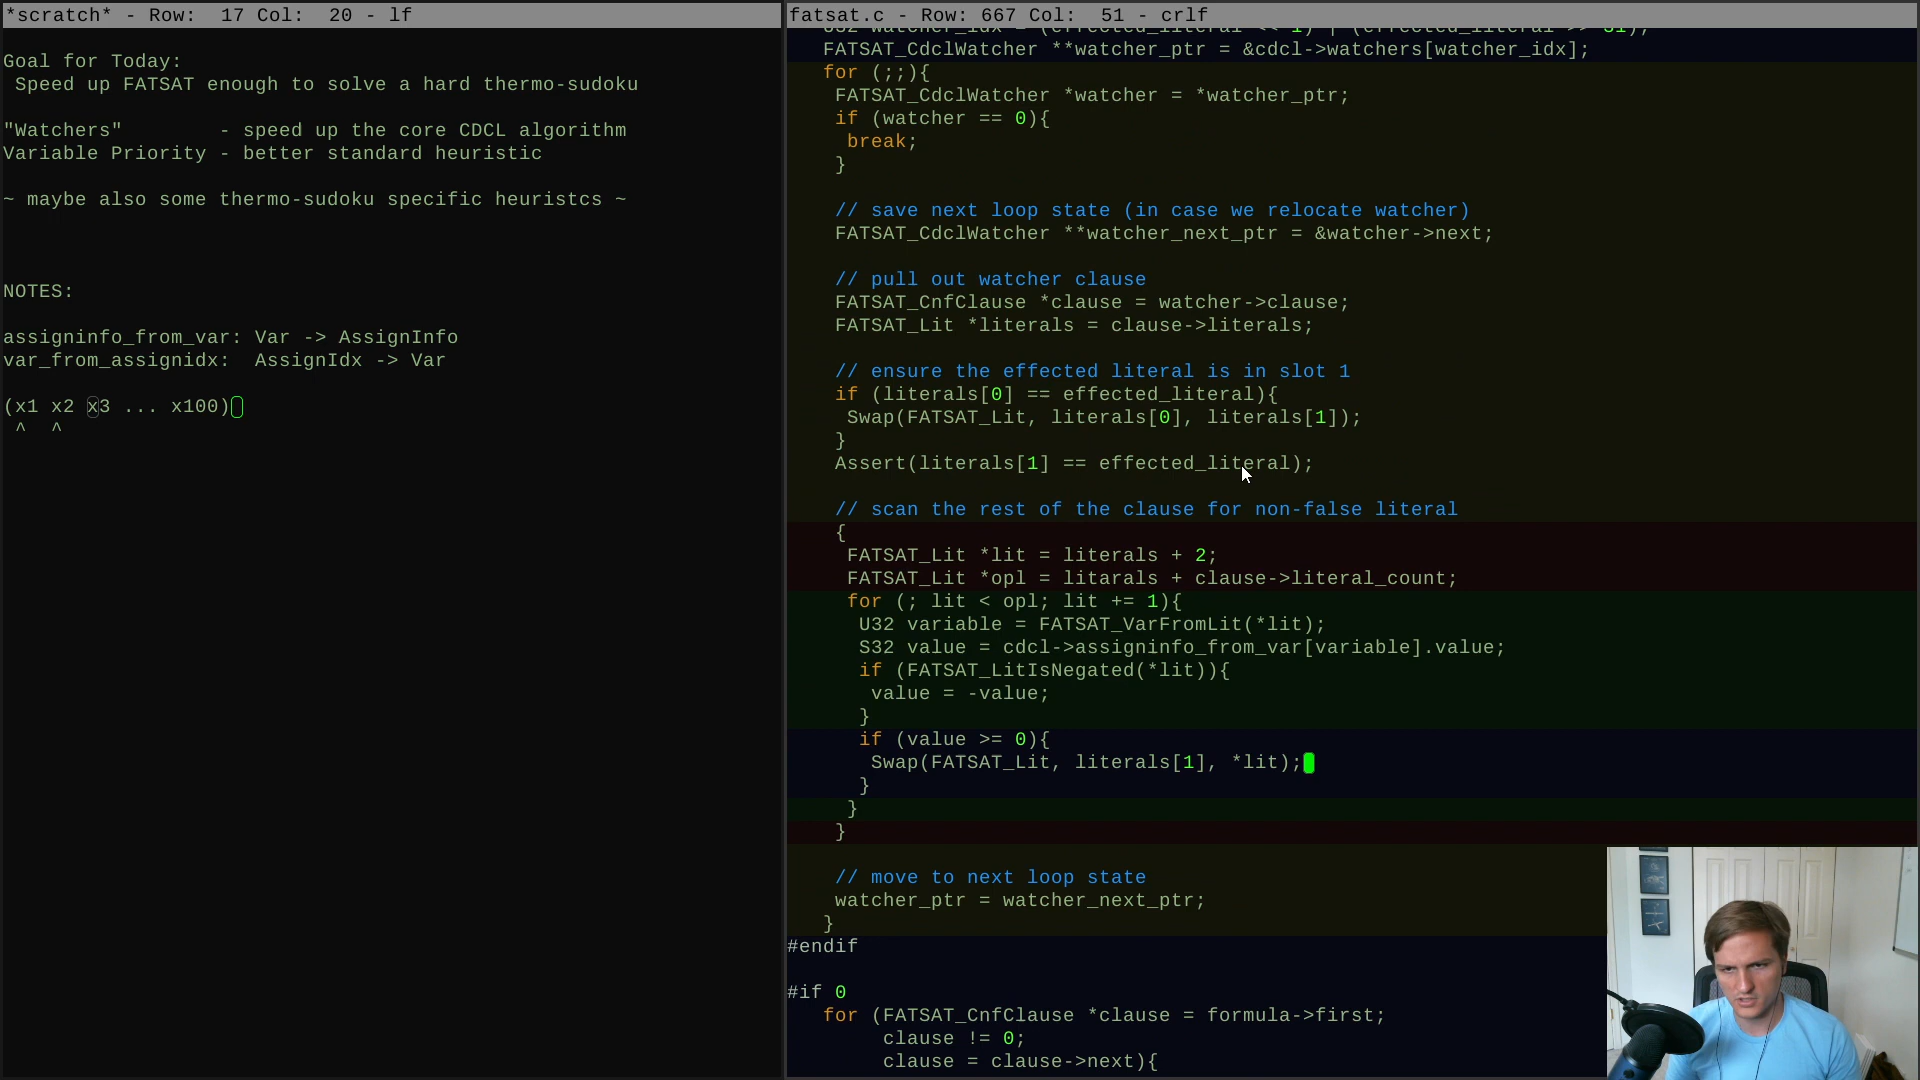 *scratch* - Row:  17 Col:  20 - lf
Goal for Today:
Speed up FATSAT enough to solve a hard thermo-sudoku
"Watchers"        - speed up the core CDCL algorithm
Variable Priority - better standard heuristic
~ maybe also some thermo-sudoku specific heuristcs ~
NOTES:
assigninfo_from_var: Var -> AssignInfo
var_from_assignidx:  AssignIdx -> Var
(x1 x2 x3 ... x100)
^  ^
fatsat.c - Row: 667 Col:  51 - crlf
U32 watcher_idx = (effected_literal << 1) | (effected_literal >> 31);
FATSAT_CdclWatcher **watcher_ptr = &cdcl->watchers[watcher_idx];
for (;;){
FATSAT_CdclWatcher *watcher = *watcher_ptr;
if (watcher == 0){
break;
}
// save next loop state (in case we relocate watcher)
FATSAT_CdclWatcher **watcher_next_ptr = &watcher->next;
// pull out watcher clause
FATSAT_CnfClause *clause = watcher->clause;
FATSAT_Lit *literals = clause->literals;
// ensure the effected literal is in slot 1
if (literals[0] == effected_literal){
Swap(FATSAT_Lit, literals[0], literals[1]);
}
Assert(literals[1] == effected_literal);
// scan the rest of the clause for non-false literal
{
FATSAT_Lit *lit = literals + 2;
FATSAT_Lit *opl = litarals + clause->literal_count;
for (; lit < opl; lit += 1){
U32 variable = FATSAT_VarFromLit(*lit);
S32 value = cdcl->assigninfo_from_var[variable].value;
if (FATSAT_LitIsNegated(*lit)){
value = -value;
}
if (value >= 0){
Swap(FATSAT_Lit, literals[1], *lit);
}
}
}
// move to next loop state
watcher_ptr = watcher_next_ptr;
}
#endif
#if 0
for (FATSAT_CnfClause *clause = formula->first;
clause != 0;
clause = clause->next){